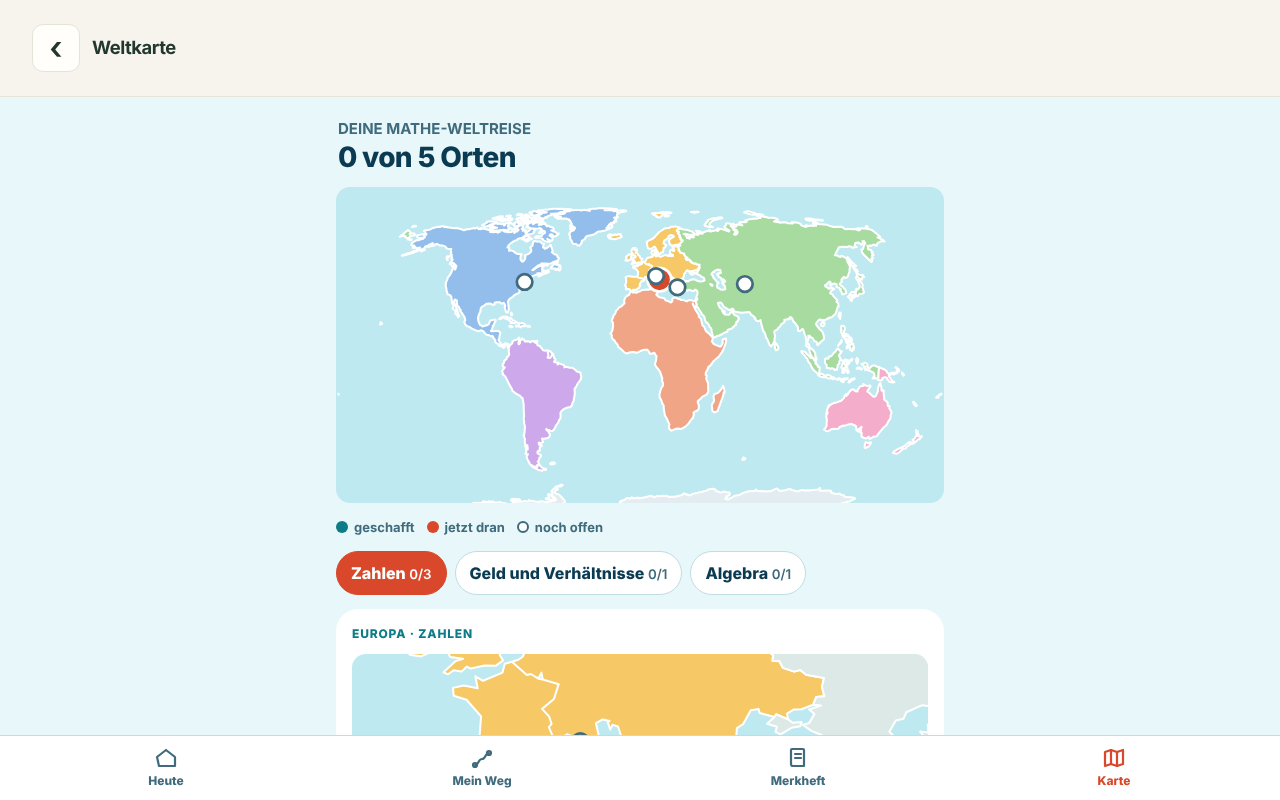 Weltkarte
DEINE MATHE-WELTREISE
0 von 5 Orten
geschafft jetzt dran noch offen
Zahlen 0/3 Geld und Verhältnisse 0/1 Algebra 0/1
EUROPA · ZAHLEN
Heute Mein Weg Merkheft Karte